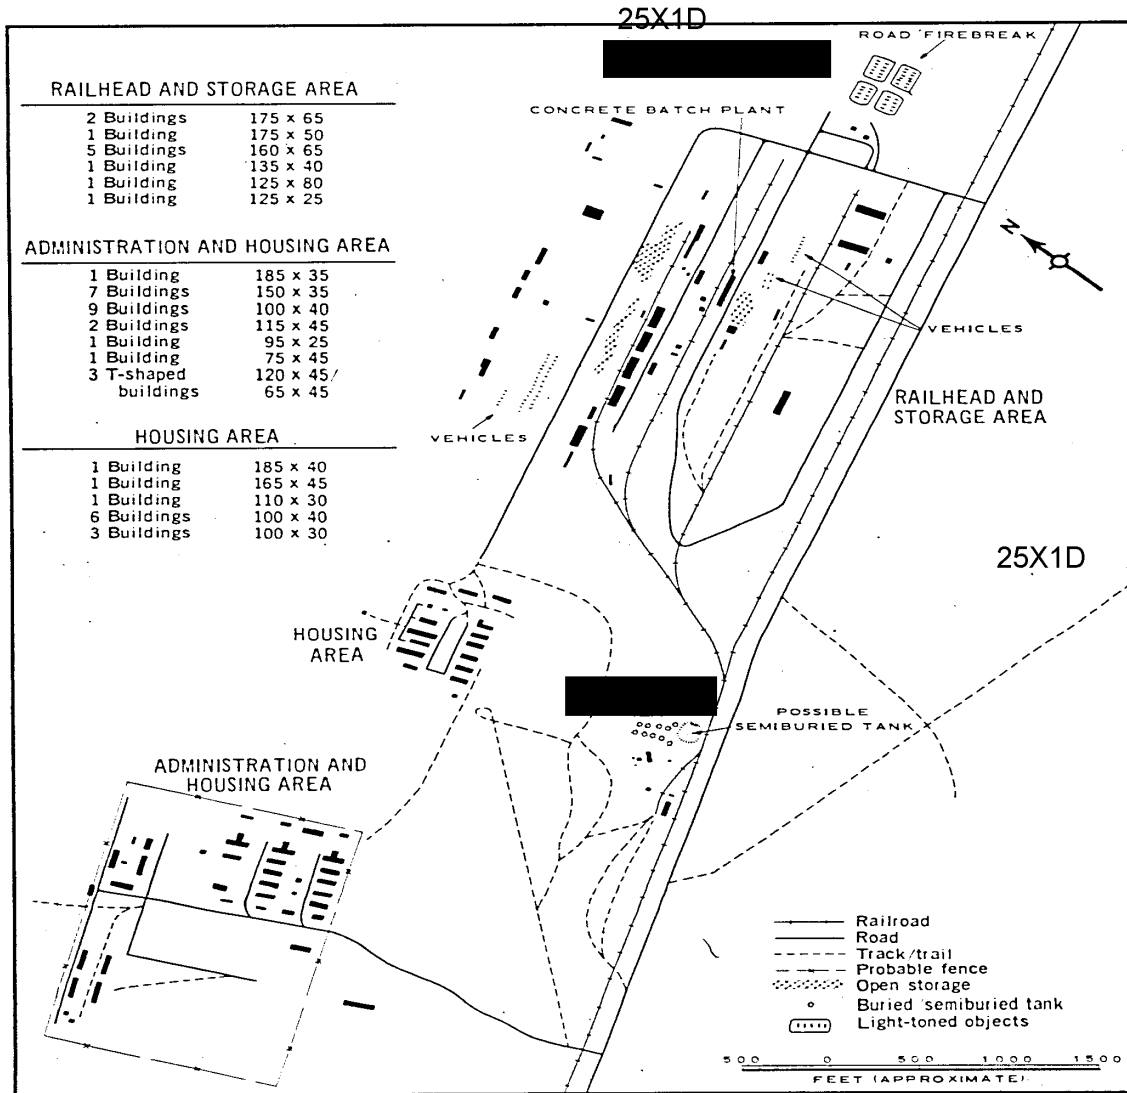 25X1D
ROAD FIREBREAK
RAILHEAD AND STORAGE AREA
2 Buildings 175 x 65
1 Building 175 x 50
5 Buildings 160 x 65
1 Building 135 x 40
1 Building 125 x 80
1 Building 125 x 25
CONCRETE BATCH PLANT
N
ADMINISTRATION AND HOUSING AREA
1 Building 185 x 35
7 Buildings 150 x 35
9 Buildings 100 x 40
2 Buildings 115 x 45
1 Building 95 x 25
1 Building 75 x 45
3 T-shaped 120 x 45/
buildings 65 x 45
VEHICLES
RAILHEAD AND
STORAGE AREA
VEHICLES
HOUSING AREA
1 Building 185 x 40
1 Building 165 x 45
1 Building 110 x 30
6 Buildings 100 x 40
3 Buildings 100 x 30
25X1D
HOUSING
AREA
POSSIBLE
SEMIBURIED TANK
ADMINISTRATION AND
HOUSING AREA
Railroad
Road
Track/trail
Probable fence
Open storage
Buried semiburied tank
Light-toned objects
500 0 500 1000 1500
FEET (APPROXIMATE)